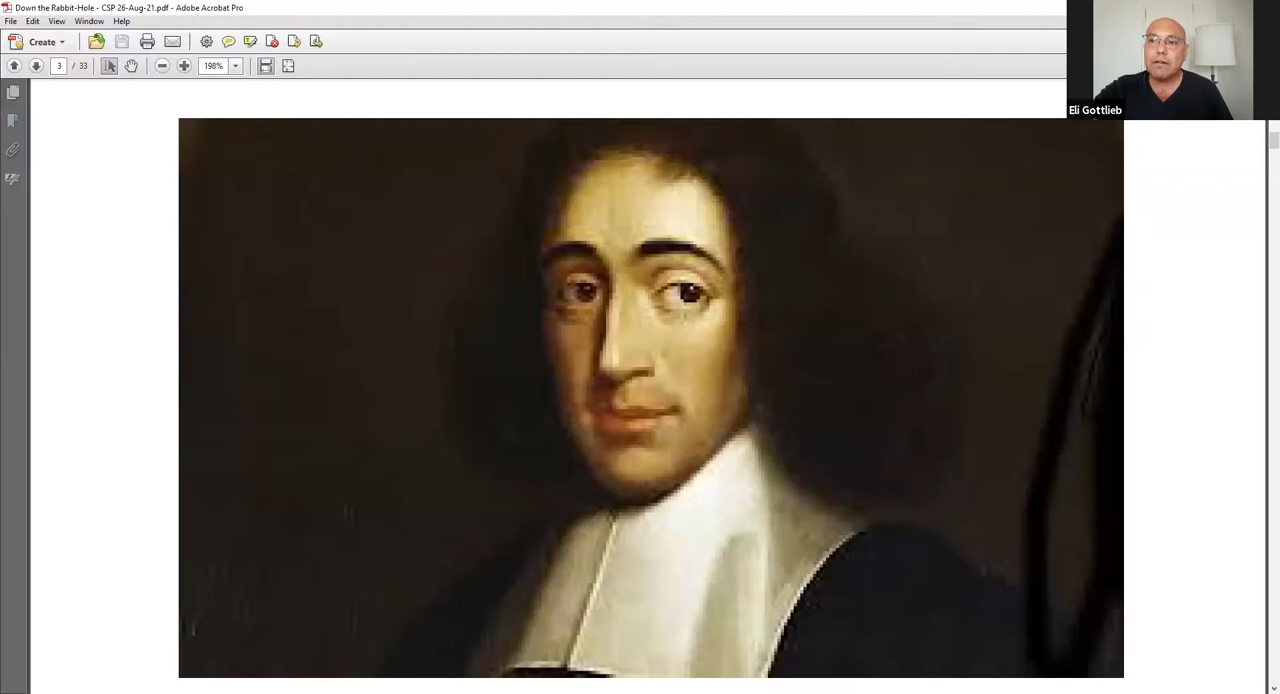 Down the Rabbit-Hole - CSP 26-Aug-21.pdf - Adobe Acrobat Pro
File Edit View Window Help
Create
3 / 33
198%
Eli Gottlieb